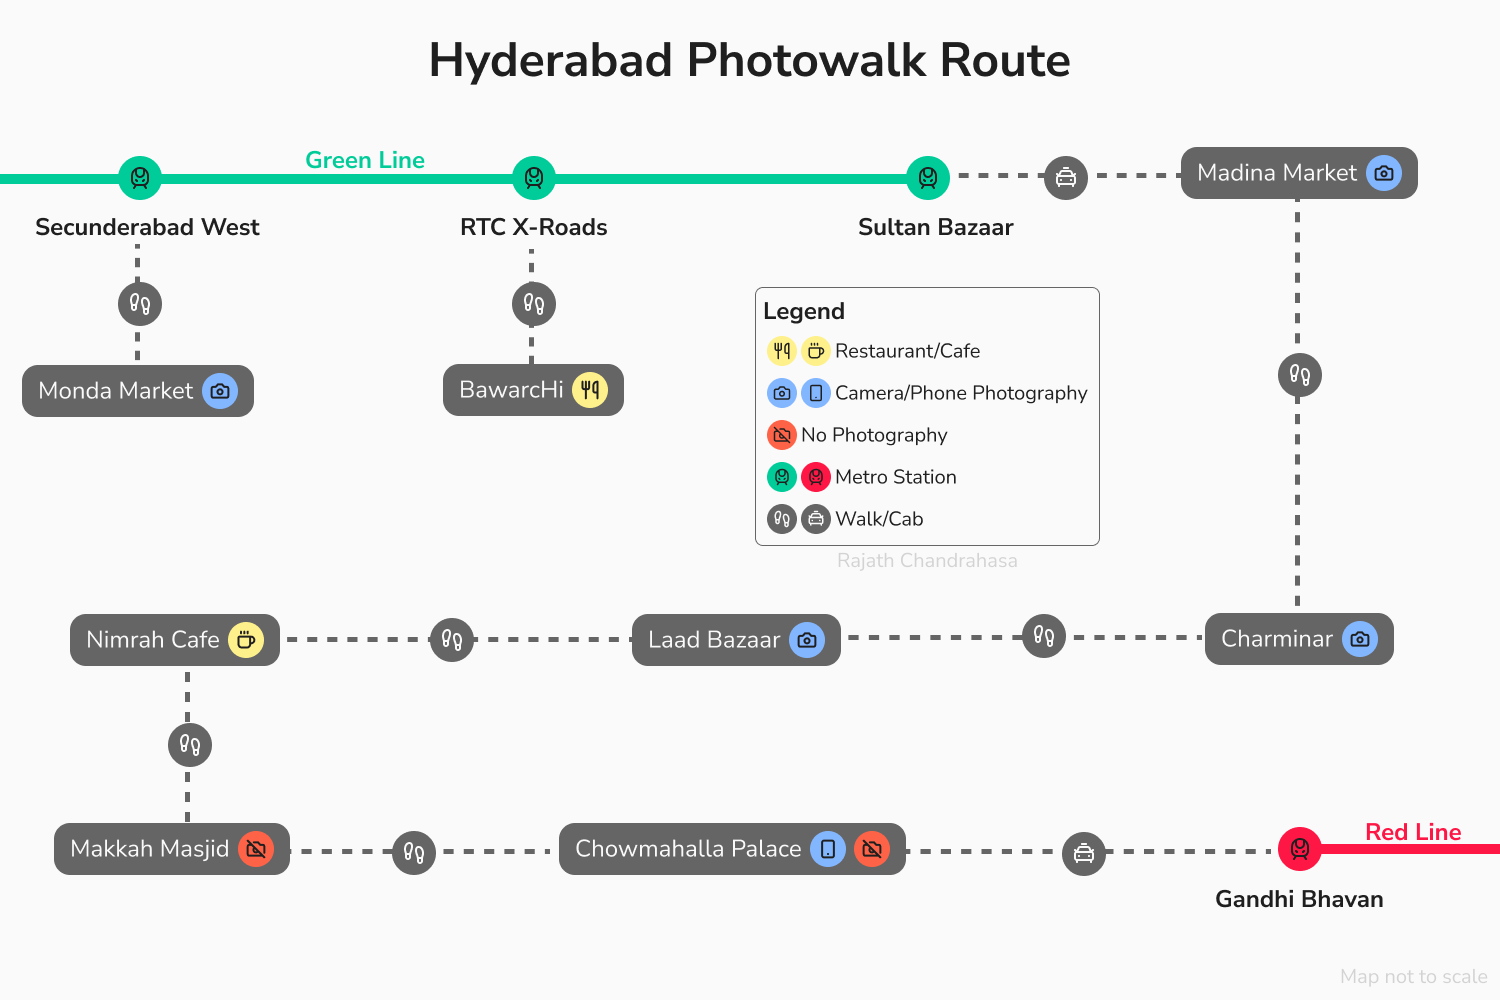 Hyderabad Photowalk Route
Green Line
Secunderabad West
RTC X-Roads
Sultan Bazaar
Madina Market
Monda Market
BawarcHi
Legend
Restaurant/Cafe
Camera/Phone Photography
No Photography
Metro Station
Walk/Cab
Rajath Chandrahasa
Nimrah Cafe
Laad Bazaar
Charminar
Makkah Masjid
Chowmahalla Palace
Red Line
Gandhi Bhavan
Map not to scale